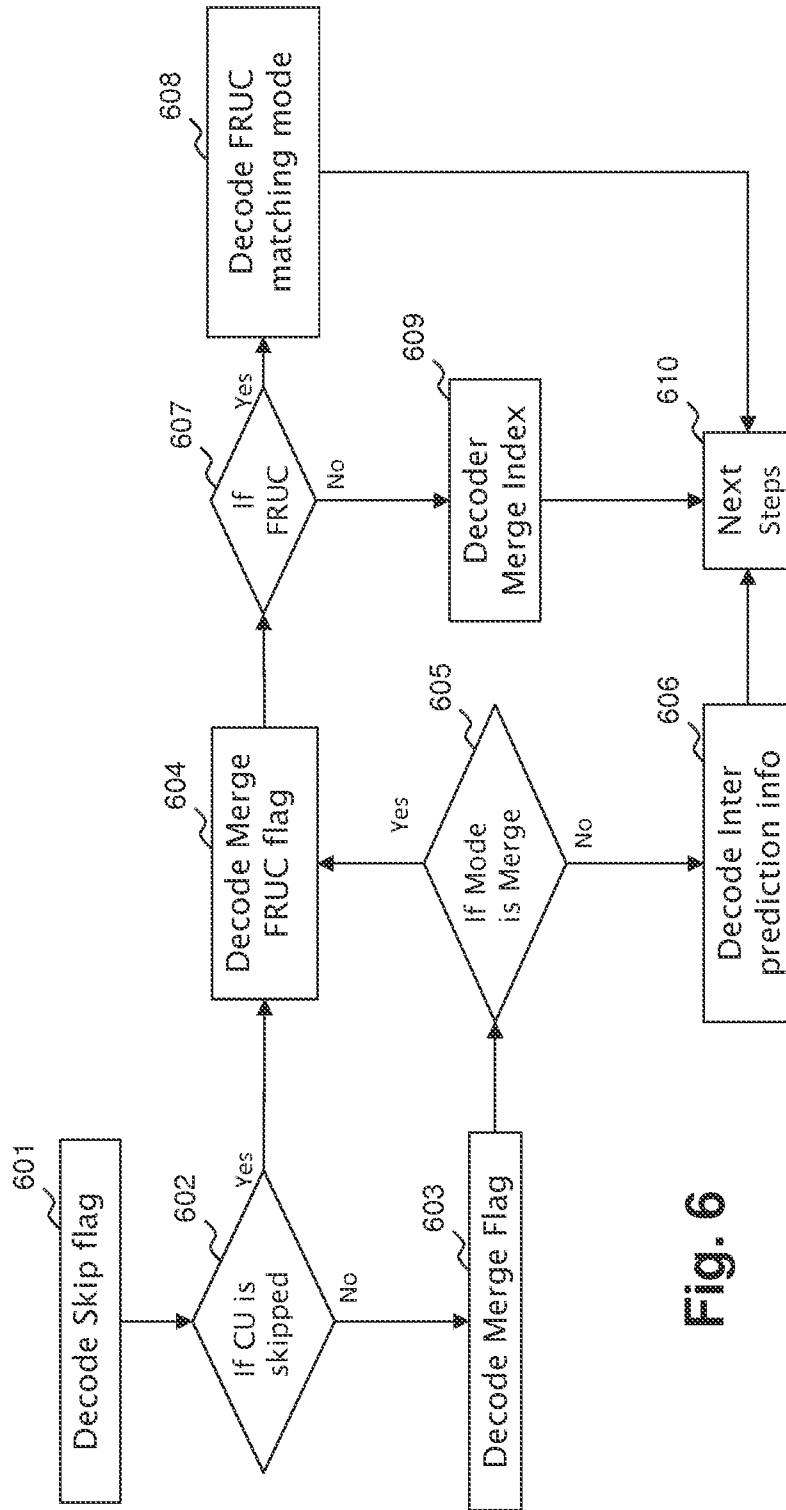 601
Decode Skip flag
602
If CU is
skipped
Yes
No
603
Decode Merge Flag
604
Decode Merge
FRUC flag
605
If Mode
is Merge
Yes
No
606
Decode Inter
prediction info
607
If
FRUC
Yes
No
608
Decode FRUC
matching mode
609
Decoder
Merge Index
610
Next
Steps
Fig. 6